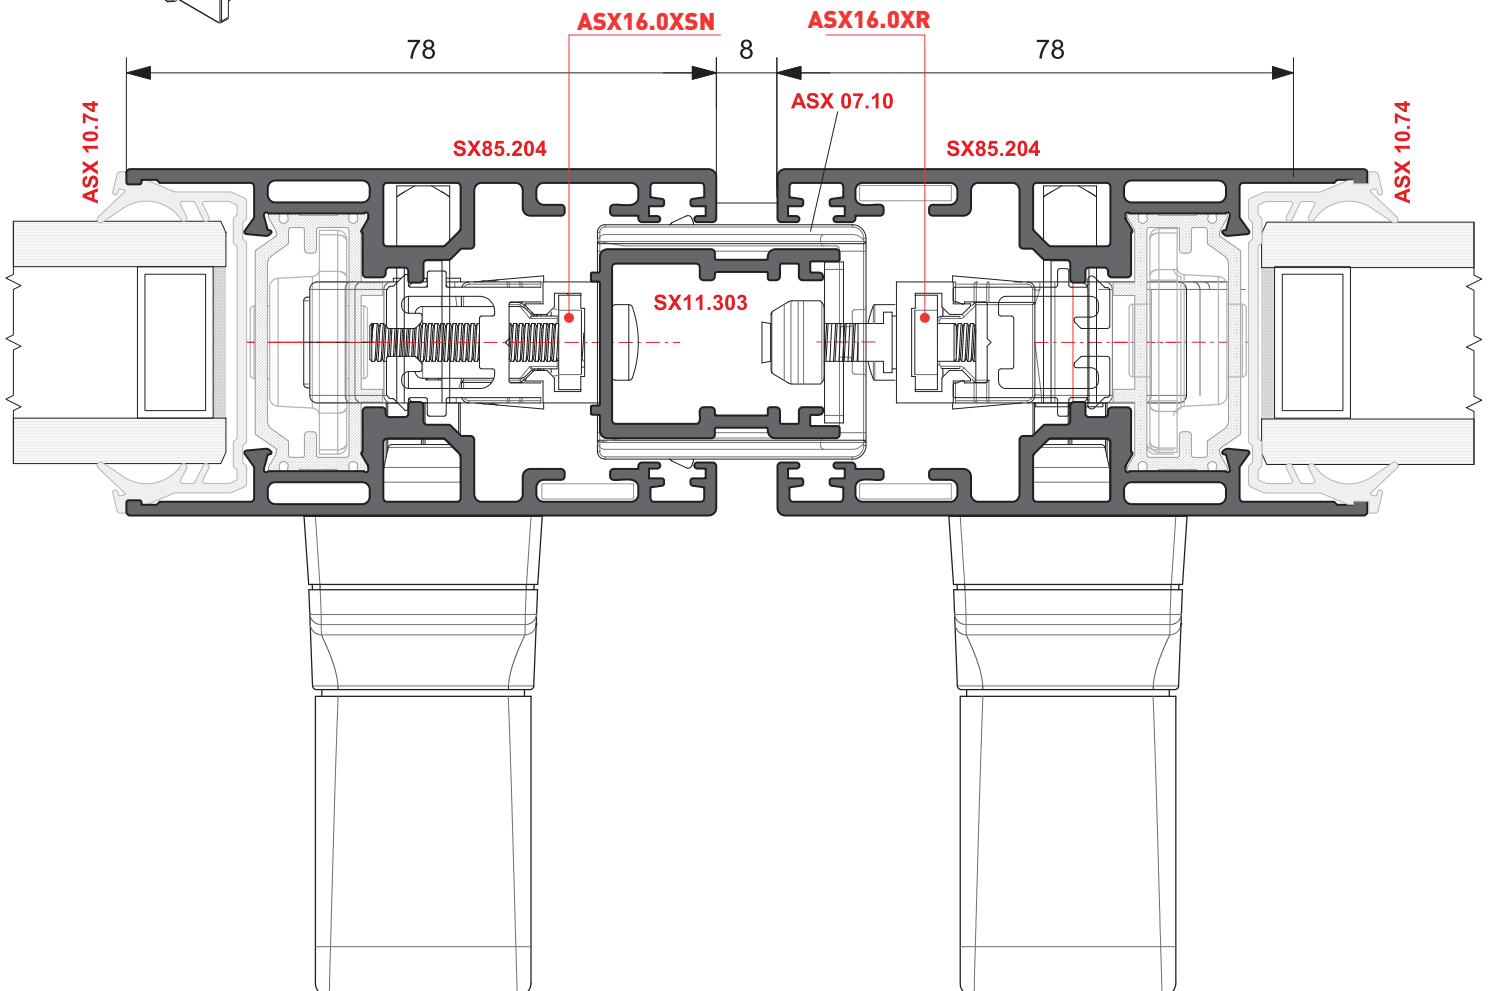 ASX16.0XSN
ASX16.0XR
78
8
78
ASX 07.10
ASX 10.74
SX85.204
SX85.204
ASX 10.74
SX11.303